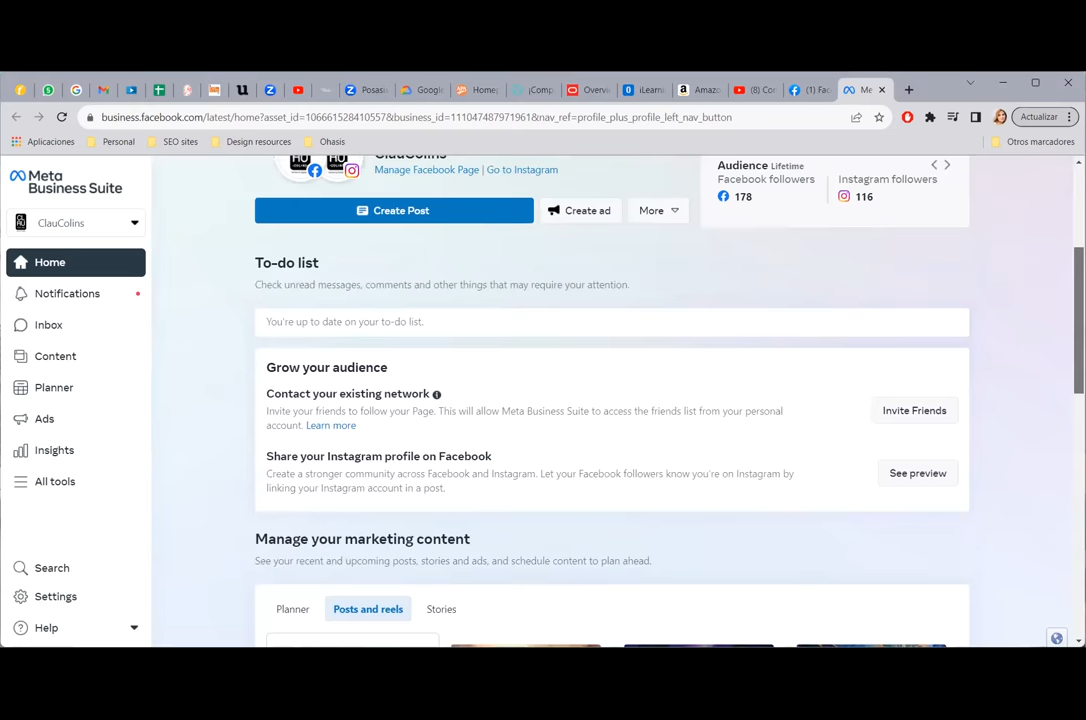 Posasis
Google
Homep
¡Comp
Overvi
iLearni
Amazo
(8) Cor
(1) Fac
Me
business.facebook.com/latest/home?asset_id=106661528410557&business_id=111047487971961&nav_ref=profile_plus_profile_left_nav_button
Actualizar
Aplicaciones
Personal
SEO sites
Design resources
Ohasis
Otros marcadores
Meta
Business Suite
ClauColins
Home
Notifications
Inbox
Content
Planner
Ads
Insights
All tools
Search
Settings
Help
ClauColins
Manage Facebook Page | Go to Instagram
Create Post
Create ad
More
Audience Lifetime
Facebook followers
178
Instagram followers
116
To-do list
Check unread messages, comments and other things that may require your attention.
You're up to date on your to-do list.
Grow your audience
Contact your existing network
Invite your friends to follow your Page. This will allow Meta Business Suite to access the friends list from your personal
account. Learn more
Invite Friends
Share your Instagram profile on Facebook
Create a stronger community across Facebook and Instagram. Let your Facebook followers know you're on Instagram by
linking your Instagram account in a post.
See preview
Manage your marketing content
See your recent and upcoming posts, stories and ads, and schedule content to plan ahead.
Planner
Posts and reels
Stories